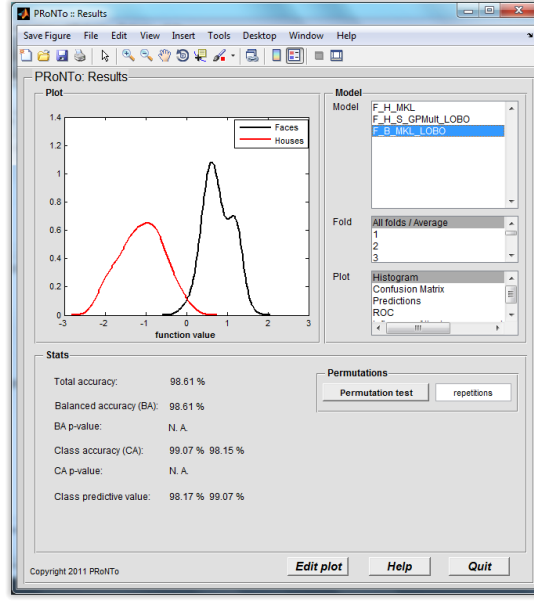 PRoNTo :: Results
Save Figure File Edit View Insert Tools Desktop Window Help
PRoNTo: Results
Plot
1.4
1.2
1
0.8
0.6
0.4
0.2
0
-3 -2 -1 0 1 2 3
function value
Faces
Houses
Model
Model
F_H_MKL
F_H_S_GPMult_LOBO
F_B_MKL_LOBO
Fold
All folds / Average
1
2
3
Plot
Histogram
Confusion Matrix
Predictions
ROC
Stats
Total accuracy: 98.61 %
Balanced accuracy (BA): 98.61 %
BA p-value: N. A.
Class accuracy (CA): 99.07 % 98.15 %
CA p-value: N. A.
Class predictive value: 98.17 % 99.07 %
Permutations
Permutation test repetitions
Edit plot Help Quit
Copyright 2011 PRoNTo